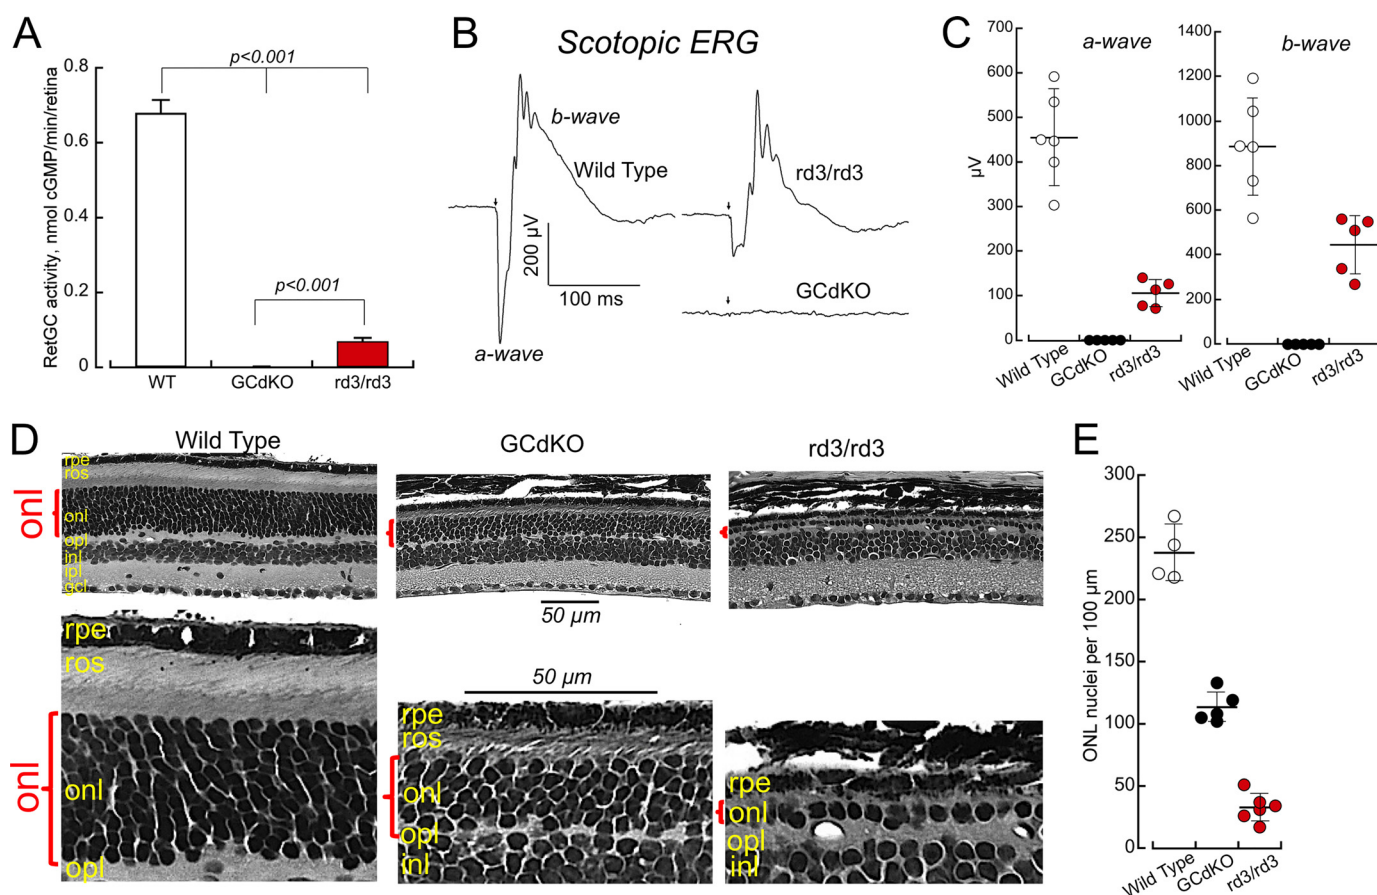 A
RetGC activity, nmol cGMP/min/retina
0.8
0.6
0.4
0.2
0
p<0.001
p<0.001
WT
GCdKO
rd3/rd3
B
Scotopic ERG
b-wave
Wild Type
a-wave
200 µV
100 ms
rd3/rd3
GCdKO
C
µV
700
600
500
400
300
200
100
0
a-wave
Wild Type
GCdKO
rd3/rd3
1400
1200
1000
800
600
400
200
0
b-wave
Wild Type
GCdKO
rd3/rd3
D
Wild Type
GCdKO
rd3/rd3
onl
rpe
ros
onl
opl
inl
ipl
gcl
50 µm
onl
rpe
ros
onl
opl
50 µm
rpe
ros
onl
opl
inl
rpe
onl
opl
inl
E
ONL nuclei per 100 µm
300
250
200
150
100
50
0
Wild Type
GCdKO
rd3/rd3